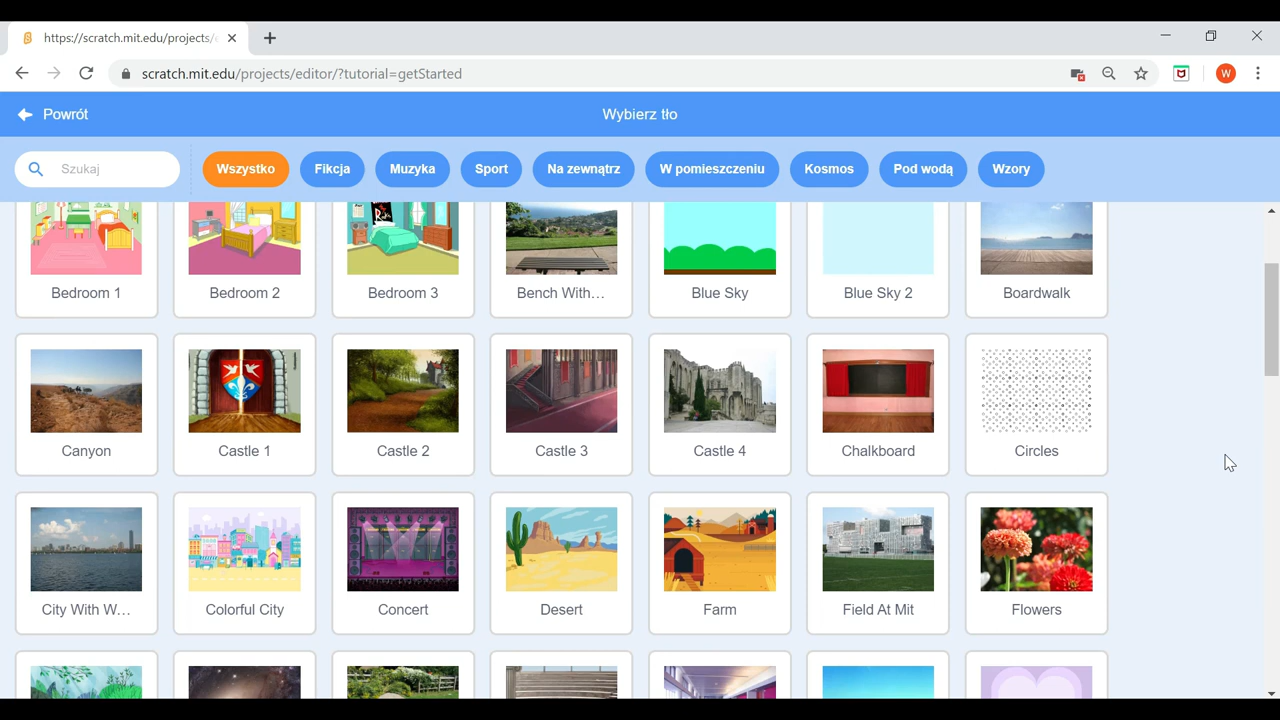 https://scratch.mit.edu/projects/
scratch.mit.edu/projects/editor/?tutorial=getStarted
W
Powrót
Wybierz tło
Szukaj
Wszystko
Fikcja
Muzyka
Sport
Na zewnątrz
W pomieszczeniu
Kosmos
Pod wodą
Wzory
Bedroom 1
Bedroom 2
Bedroom 3
Bench With...
Blue Sky
Blue Sky 2
Boardwalk
Canyon
Castle 1
Castle 2
Castle 3
Castle 4
Chalkboard
Circles
City With W...
Colorful City
Concert
Desert
Farm
Field At Mit
Flowers